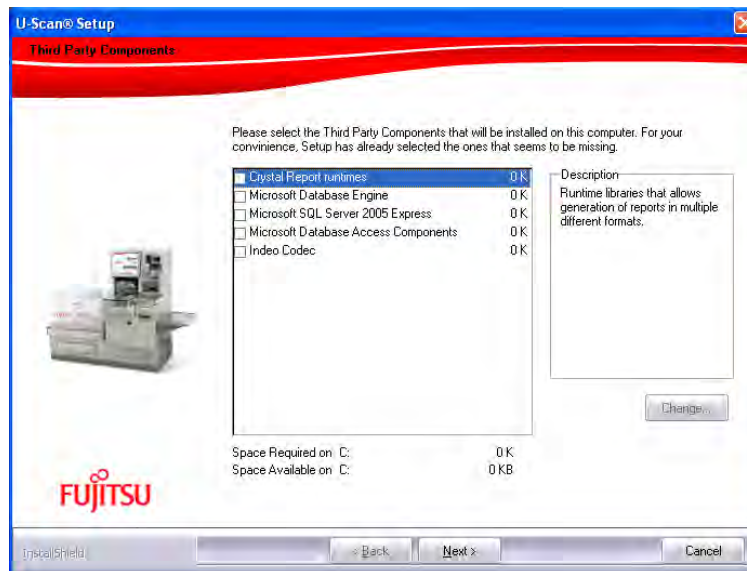 U-Scan® Setup
Third Party Components
Please select the Third Party Components that will be installed on this computer. For your
convinience, Setup has already selected the ones that seems to be missing.
Crystal Report runtimes 0 K
Microsoft Database Engine 0 K
Microsoft SQL Server 2005 Express 0 K
Microsoft Database Access Components 0 K
Indeo Codec 0 K
Description
Runtime libraries that allows
generation of reports in multiple
different formats.
Change...
Space Required on C: 0 K
Space Available on C: 0 KB
FUJITSU
InstallShield
< Back
Next >
Cancel